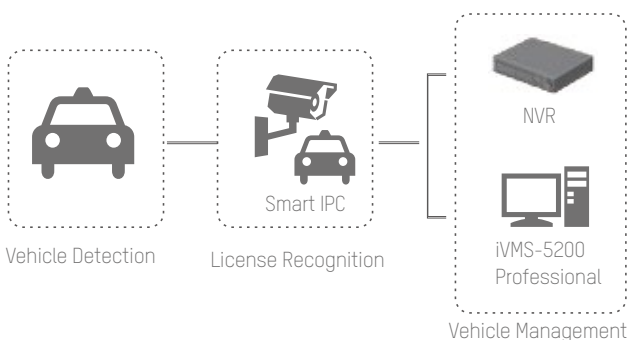 Vehicle Detection
Smart IPC
License Recognition
NVR
iVMS-5200
Professional
Vehicle Management